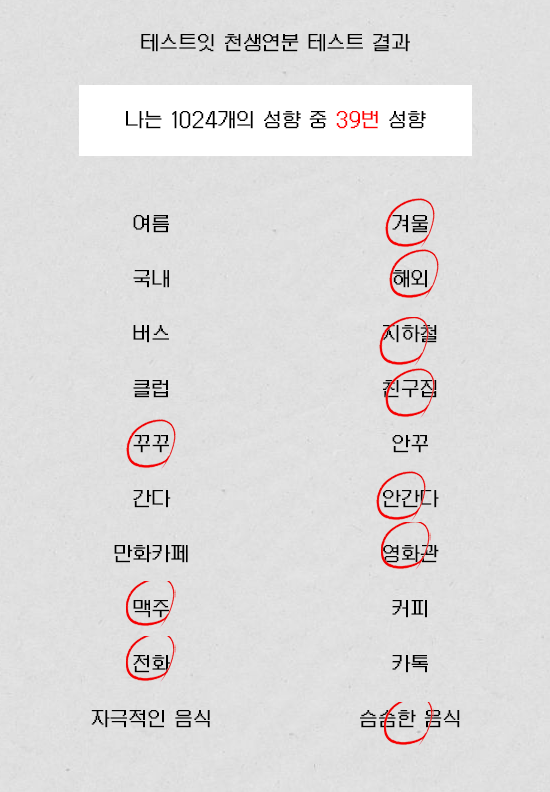 테스트잇 천생연분 테스트 결과
나는 1024개의 성향 중 39번 성향
여름 겨울
국내 해외
버스 지하철
클럽 친구집
꾸꾸 안꾸
간다 안간다
만화카페 영화관
맥주 커피
전화 카톡
자극적인 음식 슴슴한 음식